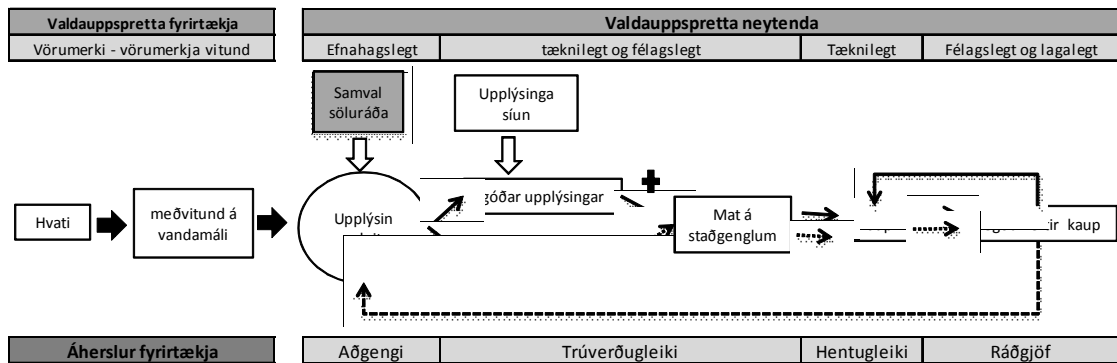 Valdauppspretta fyrirtækja
Valdauppspretta neytenda
Vörumerki - vörumerkja vitund
Efnahagslegt
tæknilegt og félagslegt
Tæknilegt
Félagslegt og lagalegt
Samval
söluráða
Upplýsinga
síun
Hvati
meðvitund á
vandamáli
Upplýsin
góðar upplýsingar
Mat á
staðgenglum
kaup
Áherslur fyrirtækja
Aðgengi
Trúverðugleiki
Hentugleiki
Ráðgjöf